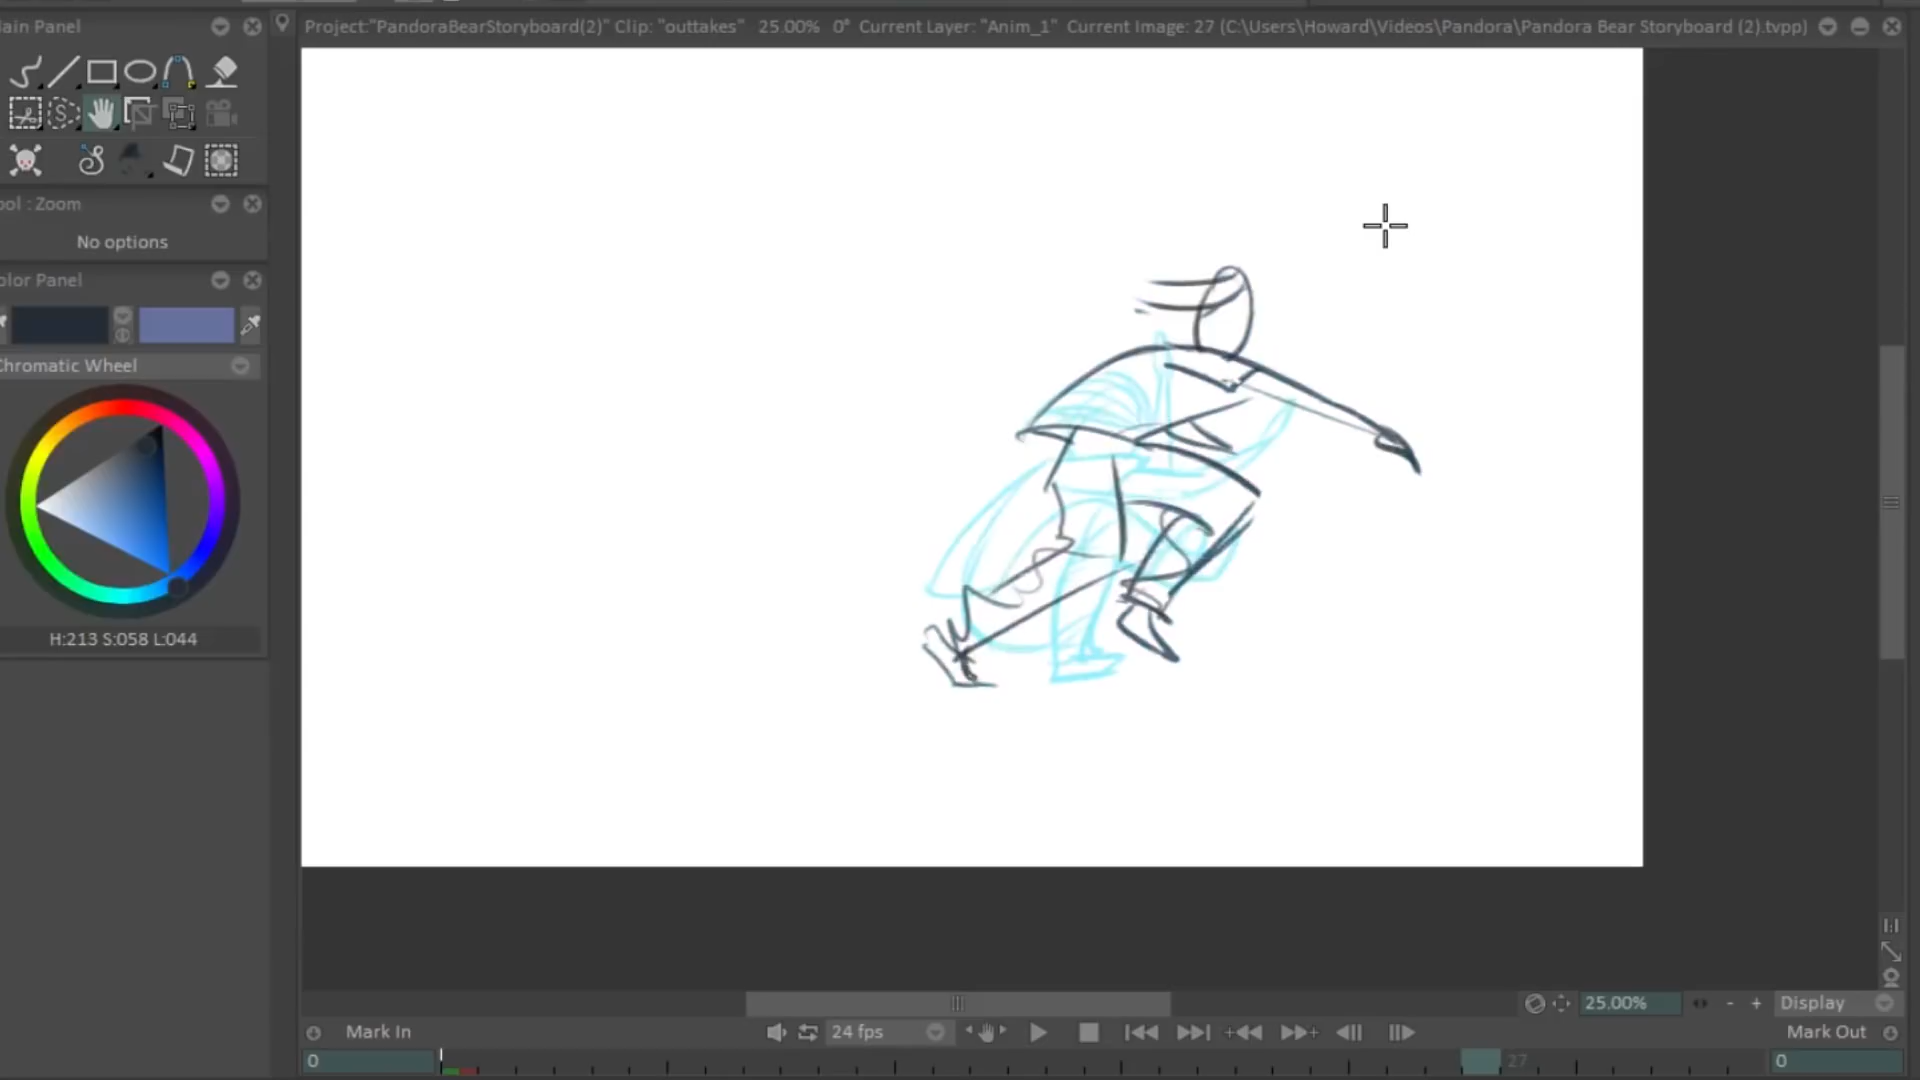 ain Panel
Project:"PandoraBearStoryboard(2)" Clip: "outtakes" 25.00% 0° Current Layer: "Anim_1" Current Image: 27 (C:\Users\Howard\Videos\Pandora\Pandora Bear Storyboard (2).tvpp)
ool : Zoom
No options
olor Panel
Chromatic Wheel
H:213 S:058 L:044
25.00%
- +
Display
Mark In
24 fps
Mark Out
0
27
0